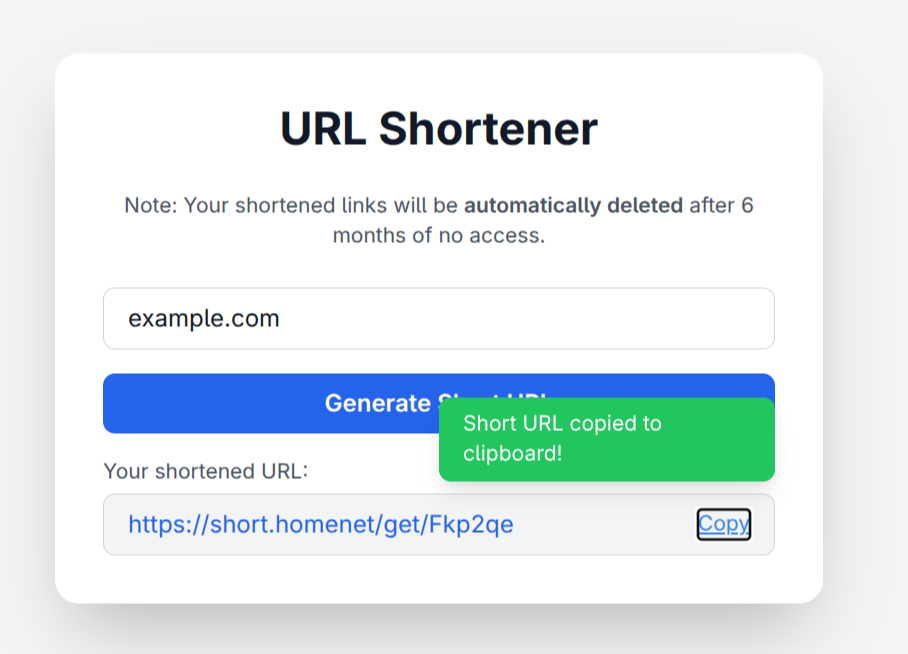 URL Shortener
Note: Your shortened links will be automatically deleted after 6
months of no access.
example.com
Generate
Short URL copied to
clipboard!
Your shortened URL:
https://short.homenet/get/Fkp2qe
Copy